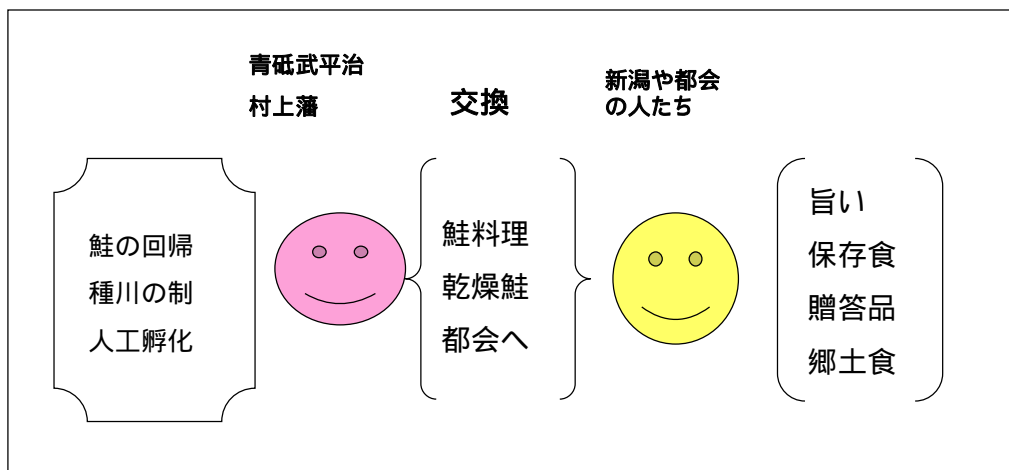 青砥武平治
村上藩
交換
新潟や都会
の人たち
鮭の回帰
種川の制
人工孵化
鮭料理
乾燥鮭
都会へ
旨い
保存食
贈答品
郷土食